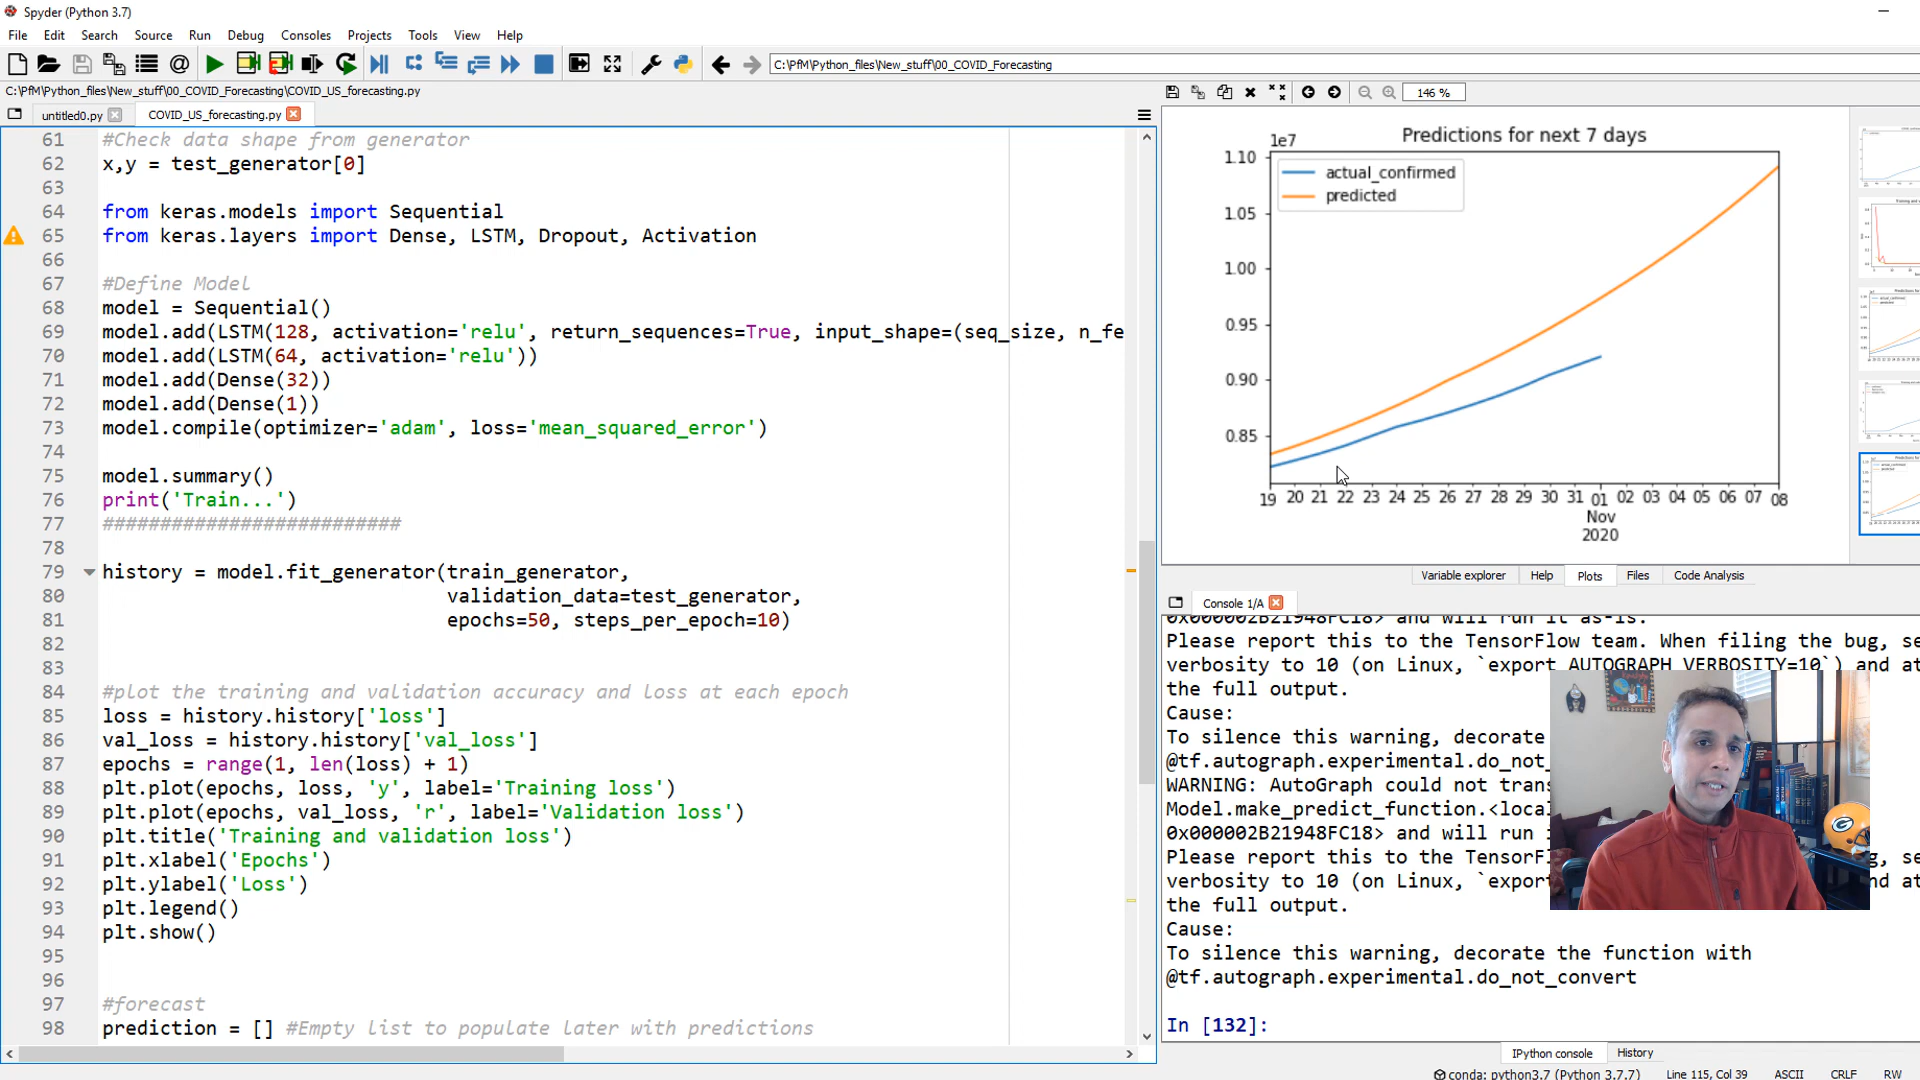 Spyder (Python 3.7)
File Edit Search Source Run Debug Consoles Projects Tools View Help
C:\PfM\Python_files\New_stuff\00_COVID_Forecasting
C:\PfM\Python_files\New_stuff\00_COVID_Forecasting\COVID_US_forecasting.py
untitled0.py COVID_US_forecasting.py
61 #Check data shape from generator
62 x,y = test_generator[0]
63
64 from keras.models import Sequential
65 from keras.layers import Dense, LSTM, Dropout, Activation
66
67 #Define Model
68 model = Sequential()
69 model.add(LSTM(128, activation='relu', return_sequences=True, input_shape=(seq_size, n_fe
70 model.add(LSTM(64, activation='relu'))
71 model.add(Dense(32))
72 model.add(Dense(1))
73 model.compile(optimizer='adam', loss='mean_squared_error')
74
75 model.summary()
76 print('Train...')
77 ##########################
78
79 history = model.fit_generator(train_generator,
80 validation_data=test_generator,
81 epochs=50, steps_per_epoch=10)
82
83
84 #plot the training and validation accuracy and loss at each epoch
85 loss = history.history['loss']
86 val_loss = history.history['val_loss']
87 epochs = range(1, len(loss) + 1)
88 plt.plot(epochs, loss, 'y', label='Training loss')
89 plt.plot(epochs, val_loss, 'r', label='Validation loss')
90 plt.title('Training and validation loss')
91 plt.xlabel('Epochs')
92 plt.ylabel('Loss')
93 plt.legend()
94 plt.show()
95
96
97 #forecast
98 prediction = [] #Empty list to populate later with predictions
146 %
Predictions for next 7 days
1e7
1.10
1.05
1.00
0.95
0.90
0.85
actual_confirmed
predicted
19 20 21 22 23 24 25 26 27 28 29 30 31 01 02 03 04 05 06 07 08
Nov
2020
Variable explorer Help Plots Files Code Analysis
Console 1/A
0x000002B21948FC18> and will run it as-is.
Please report this to the TensorFlow team. When filing the bug, se
verbosity to 10 (on Linux, `export AUTOGRAPH_VERBOSITY=10`) and at
the full output.
Cause:
To silence this warning, decorate
@tf.autograph.experimental.do_not_
WARNING: AutoGraph could not trans
Model.make_predict_function.<local
0x000002B21948FC18> and will run
Please report this to the TensorFl g, se
verbosity to 10 (on Linux, `expor nd at
the full output.
Cause:
To silence this warning, decorate the function with
@tf.autograph.experimental.do_not_convert
In [132]:
IPython console History
conda: python3.7 (Python 3.7.7) Line 115, Col 39 ASCII CRLF RW